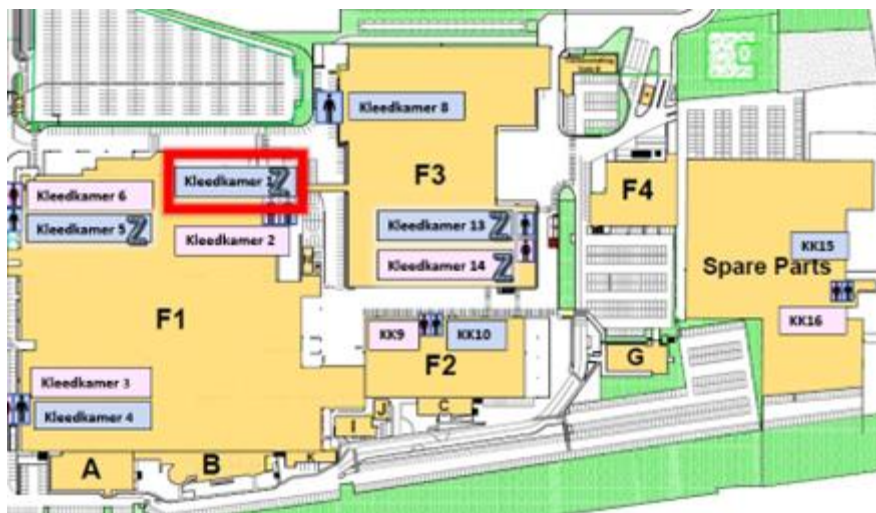 Kleedkamer 8
Kleedkamer 1 Z
Kleedkamer 6
Kleedkamer 5 Z
Kleedkamer 2
F3
F4
Kleedkamer 13 Z
Kleedkamer 14 Z
KK15
Spare Parts
KK16
F1
KK9
KK10
F2
G
Kleedkamer 3
Kleedkamer 4
C
J
I
K
A
B